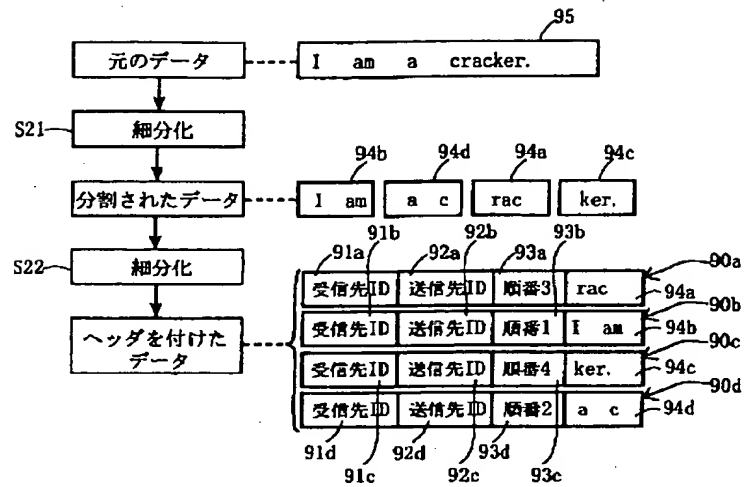 95
元のデータ
I am a cracker.
S21
細分化
94b 94d 94a 94c
分割されたデータ
I am
a c
rac
ker.
91b 92b 93b
91a 92a 93a
S22
細分化
90a
受信先ID 送信先ID 順番3 rac
94a
90b
ヘッダを付けた
データ
受信先ID 送信先ID 順番1 I am
94b
90c
受信先ID 送信先ID 順番4 ker.
94c
90d
受信先ID 送信先ID 順番2 a c
94d
91d 92d 93d
91c 92c 93c